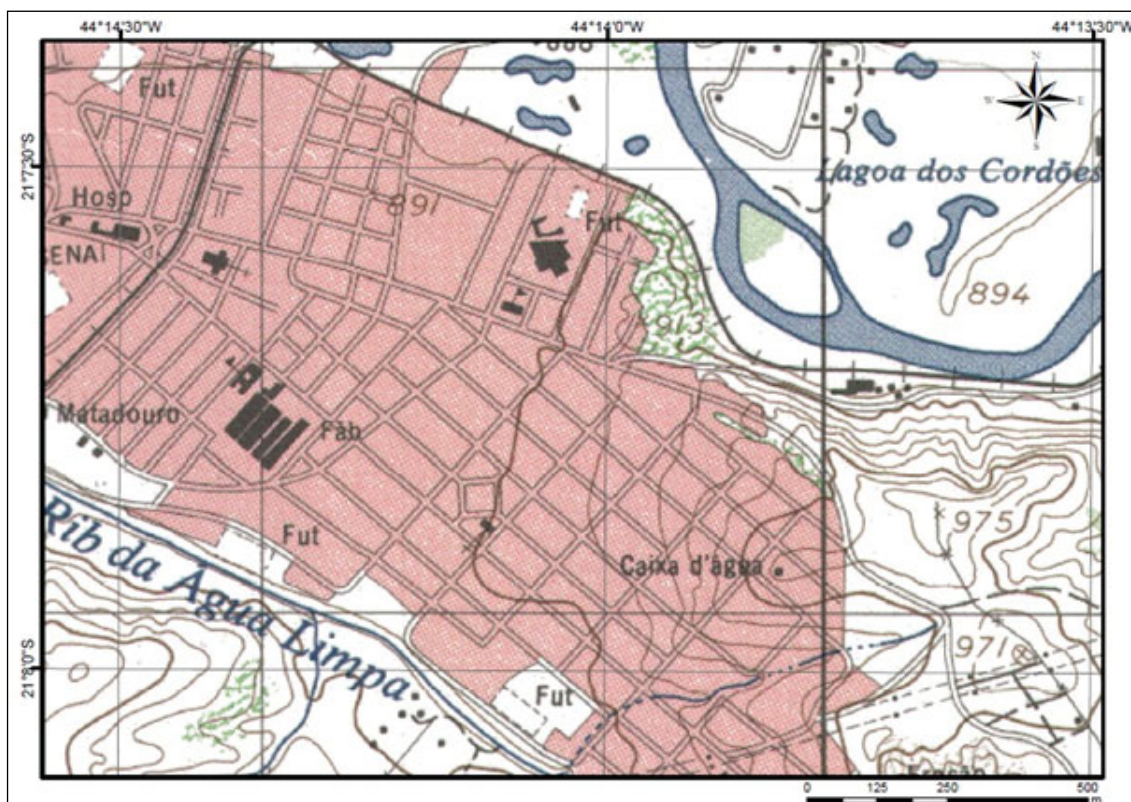 44°14'30"W 44°14'0"W 44°13'30"W
N
W E
S
Fut
21°7'30"S
Lagoa dos Cordões
Hosp
891
Fut
SENAI
894
913
Matadouro
Fáb
975
Rib da Água Limpa
Fut
Caixa d'água
971
21°8'0"S
Fut
Erosão
0 125 250 500
m